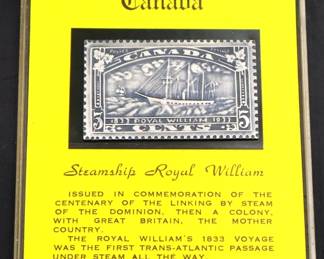 Canada
POSTES POSTAGE
CANADA
1833 ROYAL WILLIAM 1933
5 CENTS 5
Steamship Royal William
ISSUED IN COMMEMORATION OF THE
CENTENARY OF THE LINKING BY STEAM
OF THE DOMINION, THEN A COLONY,
WITH GREAT BRITAIN, THE MOTHER
COUNTRY.
THE ROYAL WILLIAM'S 1833 VOYAGE
WAS THE FIRST TRANS-ATLANTIC PASSAGE
UNDER STEAM ALL THE WAY.